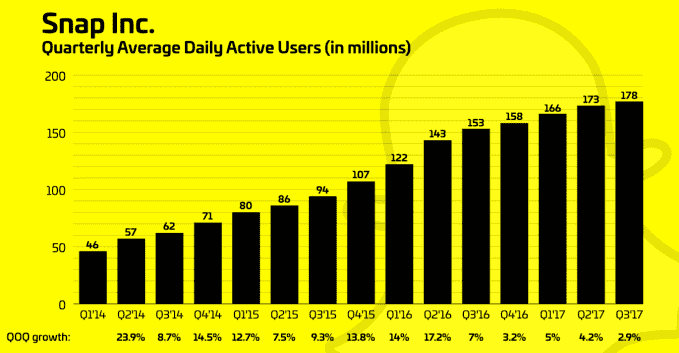 Snap Inc.
Quarterly Average Daily Active Users (in millions)
200
150
100
50
0
46 57 62 71 80 86 94 107 122 143 153 158 166 173 178
Q1'14 Q2'14 Q3'14 Q4'14 Q1'15 Q2'15 Q3'15 Q4'15 Q1'16 Q2'16 Q3'16 Q4'16 Q1'17 Q2'17 Q3'17
QOQ growth: 23.9% 8.7% 14.5% 12.7% 7.5% 9.3% 13.8% 14% 17.2% 7% 3.2% 5% 4.2% 2.9%